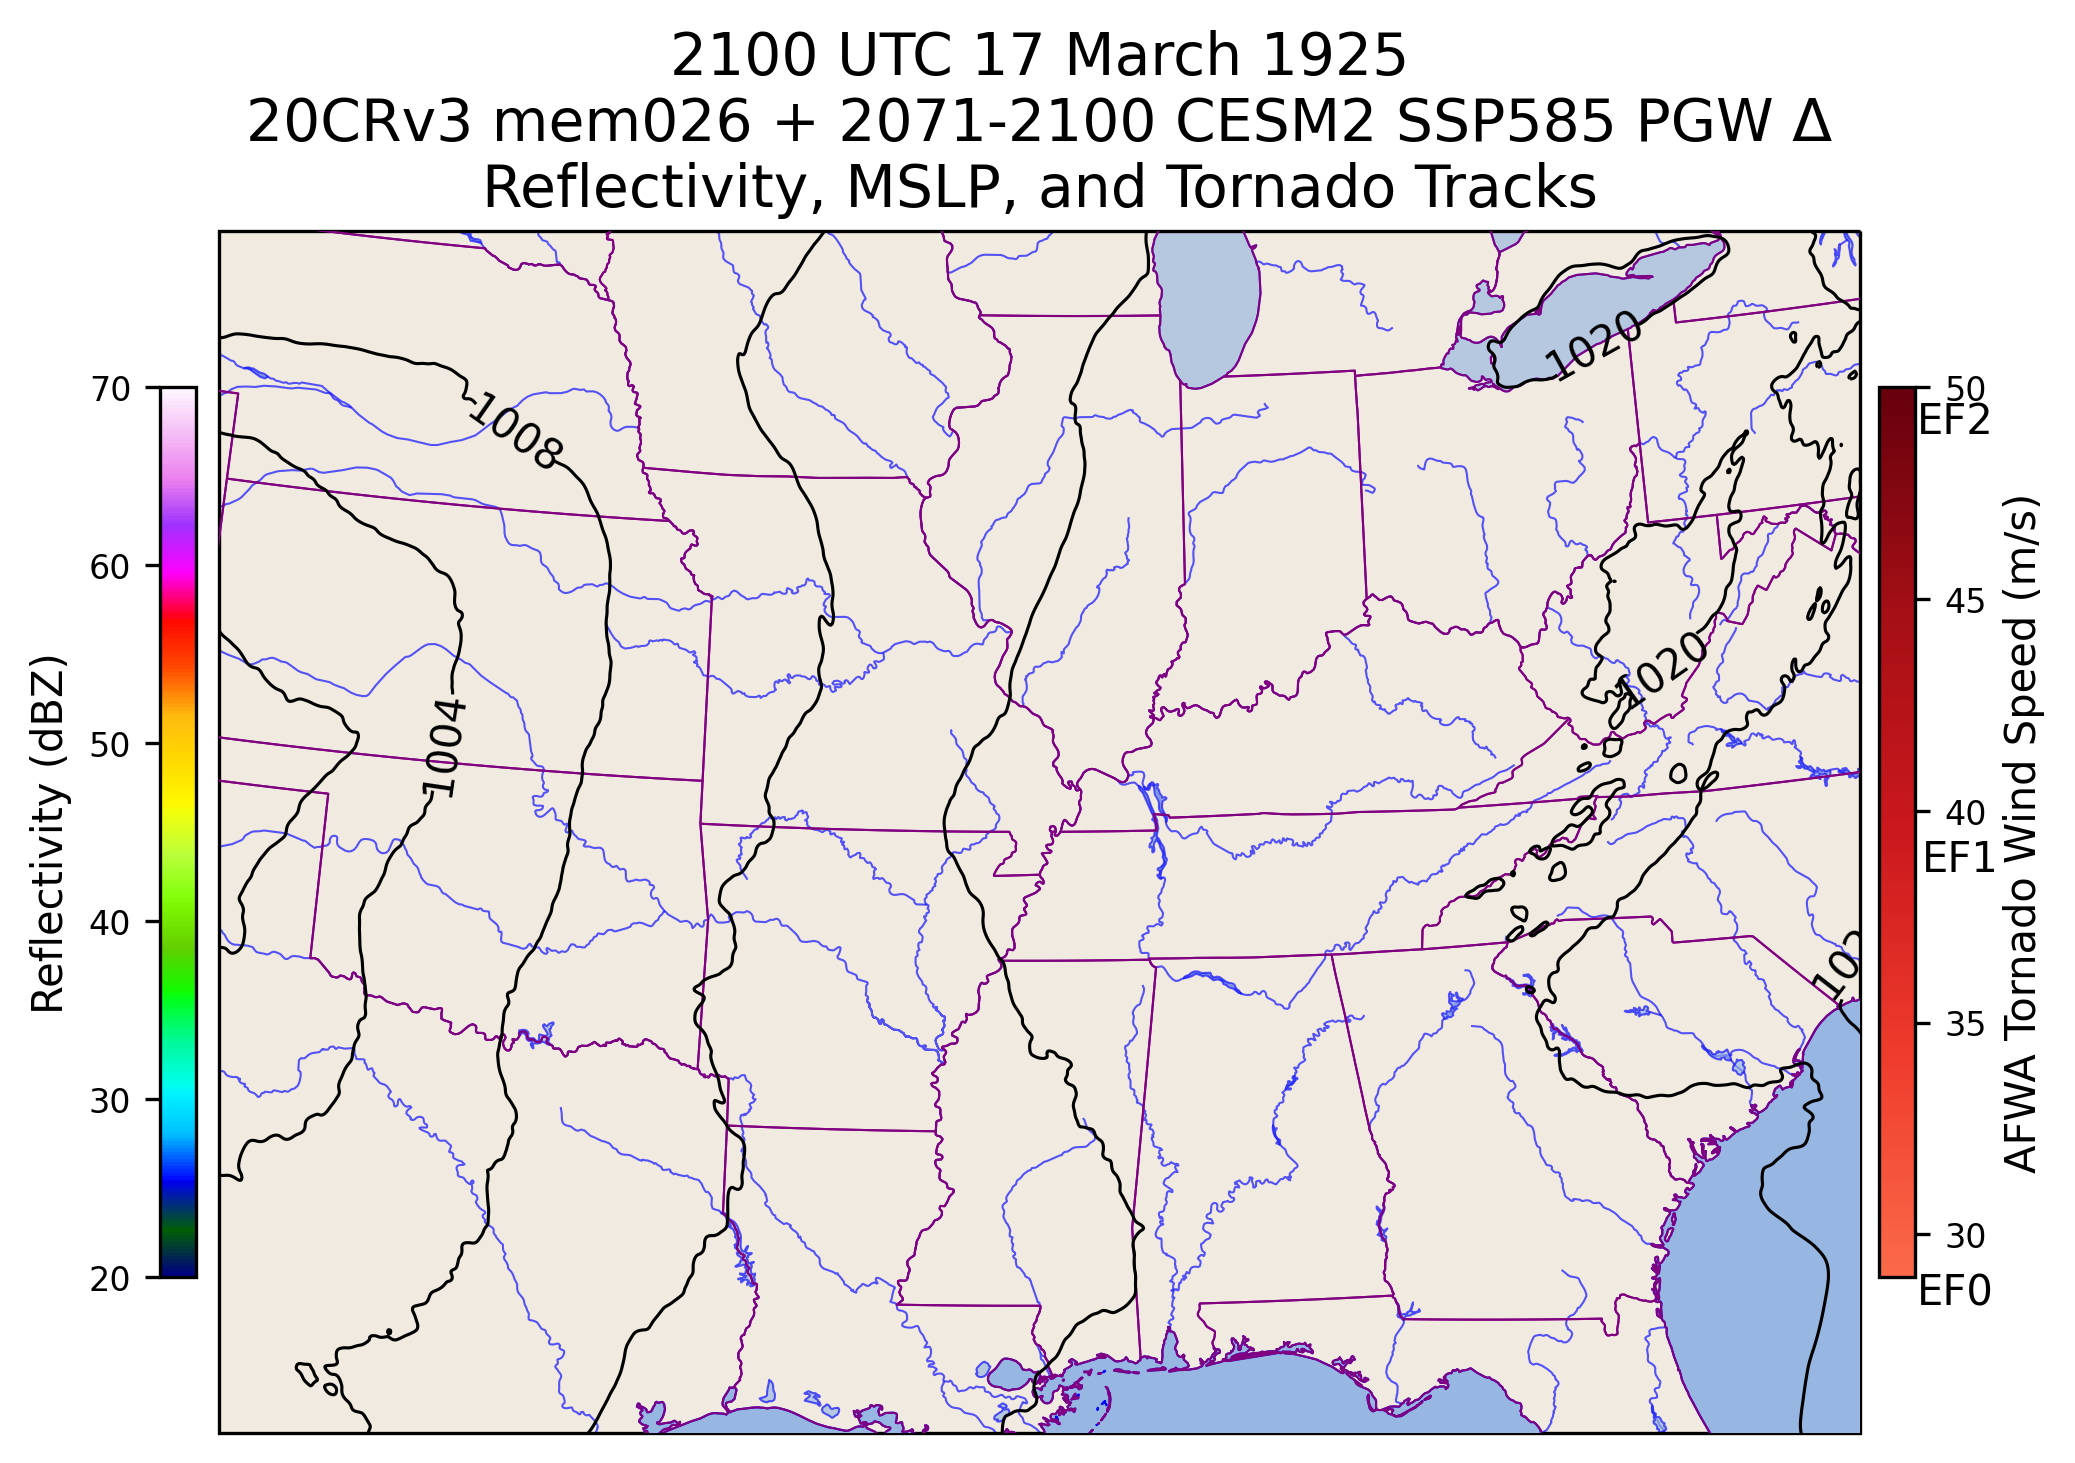 2100 UTC 17 March 1925
20CRv3 mem026 + 2071-2100 CESM2 SSP585 PGW Δ
Reflectivity, MSLP, and Tornado Tracks
70
60
50
40
30
20
Reflectivity (dBZ)
1008
1004
1020
1020
50
EF2
45
40
EF1
35
30
EF0
AFWA Tornado Wind Speed (m/s)